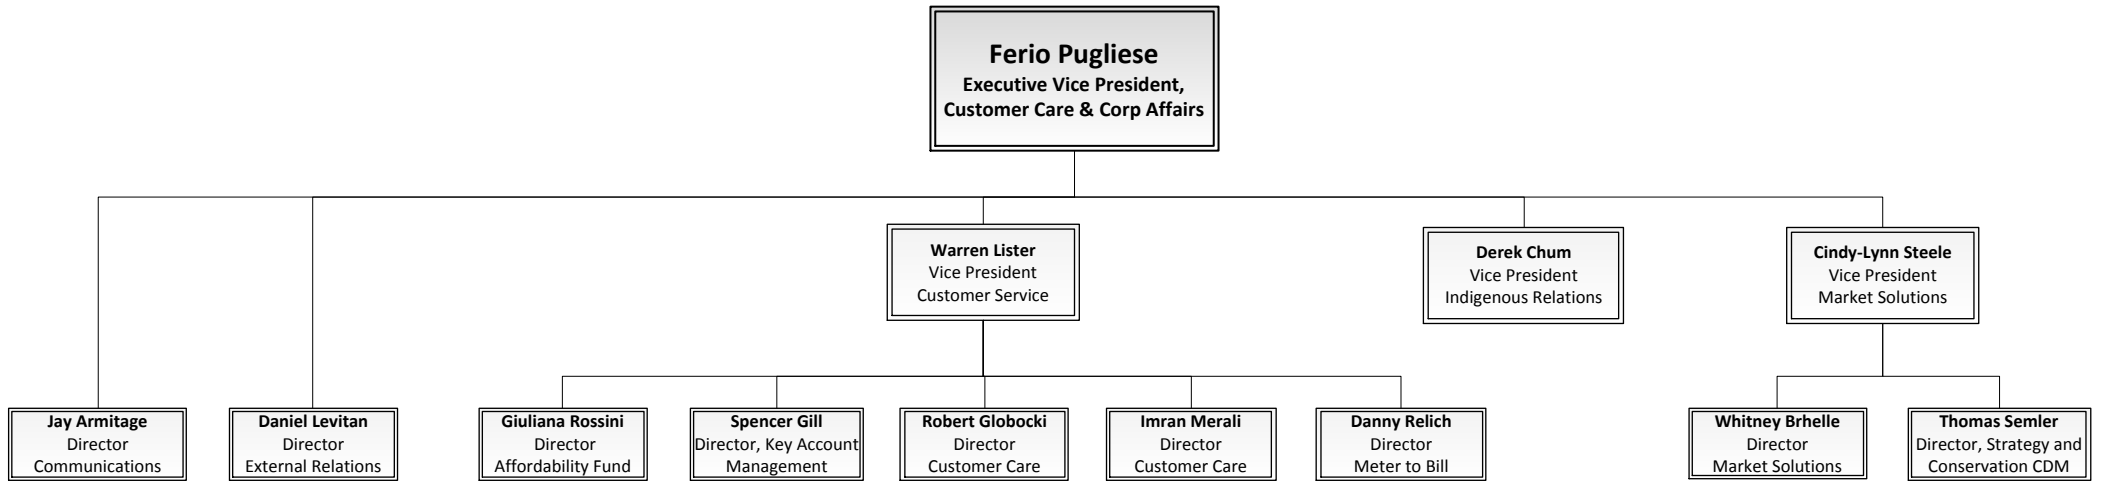 Ferio Pugliese
Executive Vice President,
Customer Care & Corp Affairs
Warren Lister
Vice President
Customer Service
Derek Chum
Vice President
Indigenous Relations
Cindy-Lynn Steele
Vice President
Market Solutions
Jay Armitage
Director
Communications
Daniel Levitan
Director
External Relations
Giuliana Rossini
Director
Affordability Fund
Spencer Gill
Director, Key Account
Management
Robert Globocki
Director
Customer Care
Imran Merali
Director
Customer Care
Danny Relich
Director
Meter to Bill
Whitney Brhelle
Director
Market Solutions
Thomas Semler
Director, Strategy and
Conservation CDM